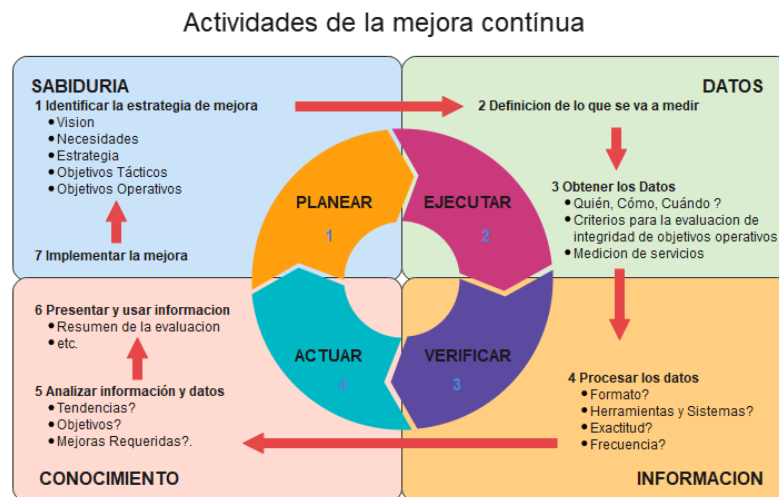 Actividades de la mejora contínua
SABIDURIA
1 Identificar la estrategia de mejora
• Vision
• Necesidades
• Estrategia
• Objetivos Tácticos
• Objetivos Operativos
7 Implementar la mejora
DATOS
2 Definicion de lo que se va a medir
3 Obtener los Datos
• Quién, Cómo, Cuándo ?
• Criterios para la evaluacion de
integridad de objetivos operativos
• Medicion de servicios
PLANEAR
1
EJECUTAR
2
ACTUAR
4
VERIFICAR
3
6 Presentar y usar informacion
• Resumen de la evaluacion
• etc.
5 Analizar información y datos
• Tendencias?
• Objetivos?
• Mejoras Requeridas?.
CONOCIMIENTO
4 Procesar los datos
• Formato?
• Herramientas y Sistemas?
• Exactitud?
• Frecuencia?
INFORMACION